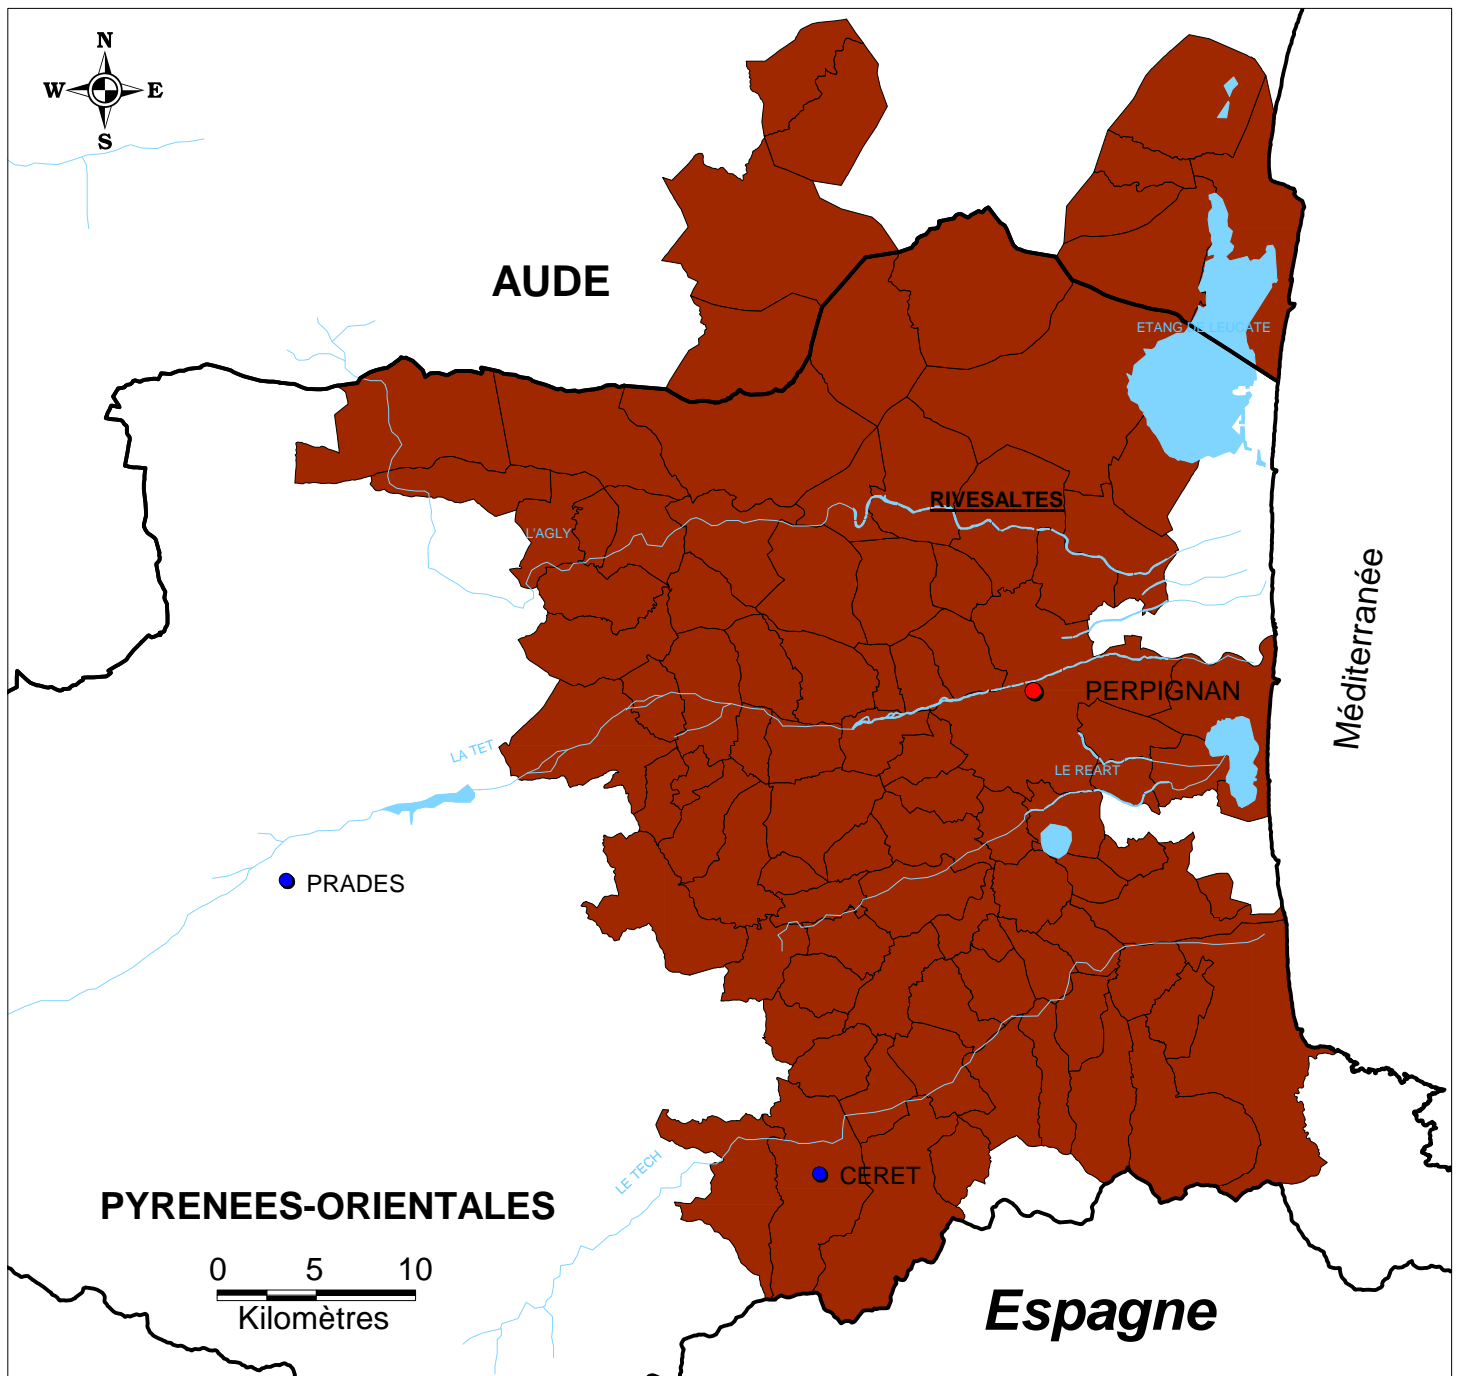 N
W E
S
AUDE
ETANG DE LEUCATE
RIVESALTES
L'AGLY
Méditerranée
PERPIGNAN
LA TET
LE REART
PRADES
LE TECH
CERET
PYRENEES-ORIENTALES
0 5 10
Kilomètres
Espagne